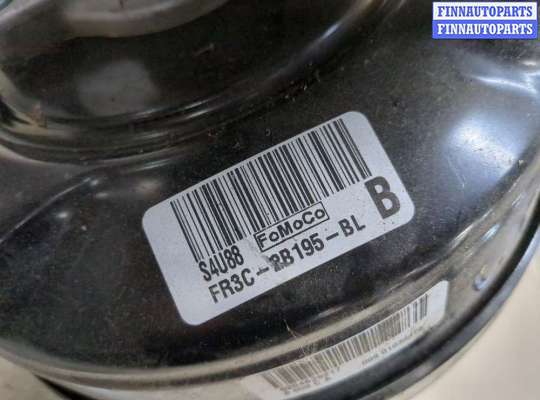 FINNAUTOPARTS
FINNAUTOPARTS
B
S4U88 FoMoCo
FR3C-2B195-BL